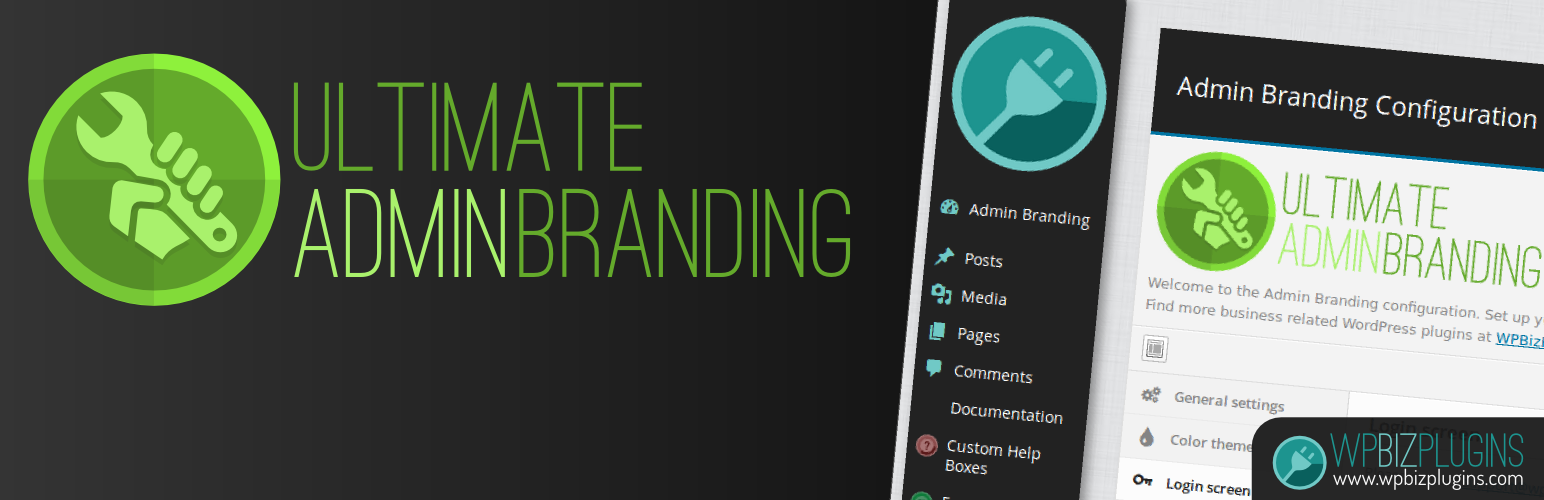 ULTIMATE
ADMINBRANDING
Admin Branding
Posts
Media
Pages
Comments
Documentation
Custom Help
Boxes
Admin Branding Configuration
ULTIMATE
ADMINBRANDING
Welcome to the Admin Branding configuration. Set up
Find more business related WordPress plugins at
General settings
Color theme
Login screen
WPBIZPLUGINS
www.wpbizplugins.com